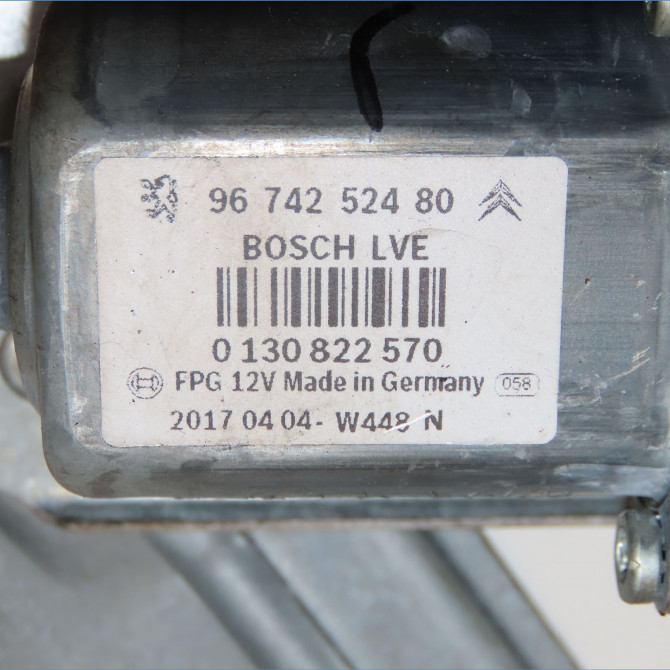 96 742 524 80
BOSCH LVE
0 130 822 570
FPG 12V Made in Germany 058
2017 04 04- W448 N